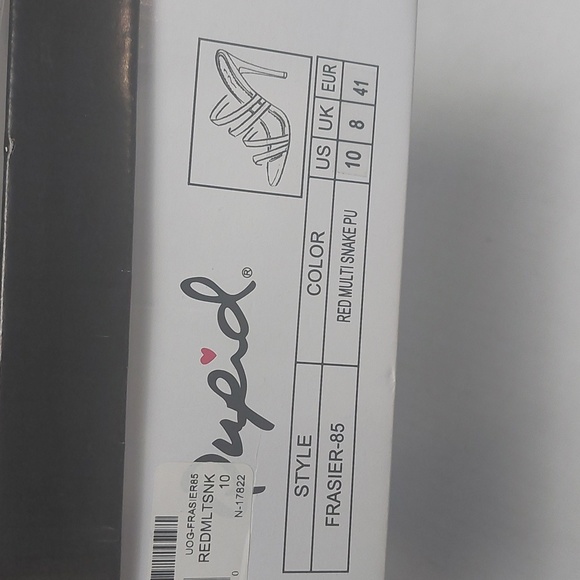 Qupid®
STYLE COLOR US UK EUR
FRASIER-85 RED MULTI SNAKE PU 10 8 41
UOG-FRASIER85
REDMLTSNK
10
0 N-17822